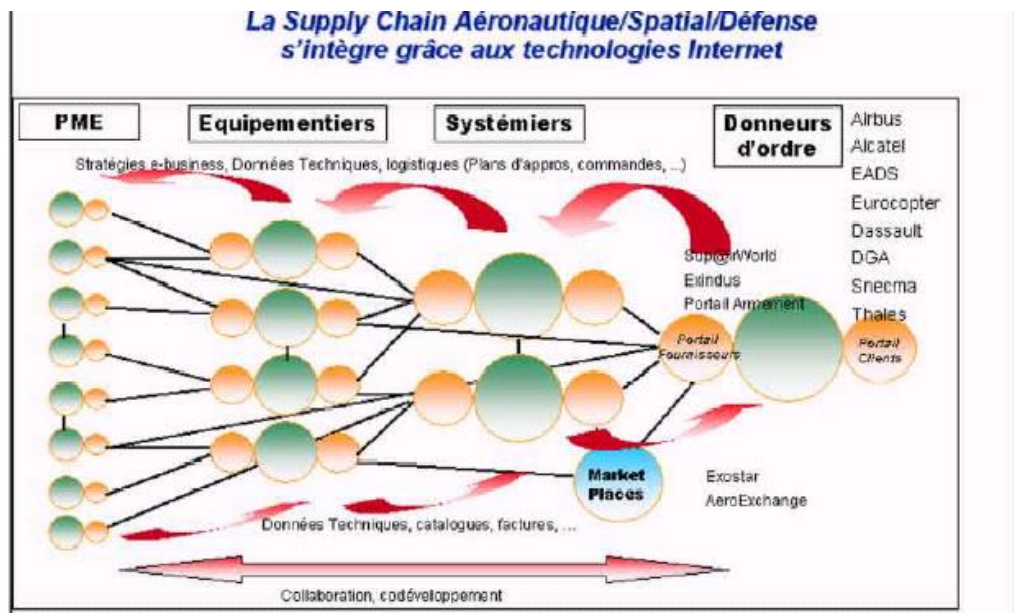 La Supply Chain Aéronautique/Spatial/Défense
s'intègre grâce aux technologies Internet
PME
Equipementiers
Systémiers
Donneurs
d'ordre
Airbus
Alcatel
EADS
Eurocopter
Dassault
DGA
Snecma
Thales
Stratégies e-business, Données Techniques, logistiques (Plans d'appros, commandes, ...)
Sup@irWorld
Exindus
Portail Armement
Portail
Fournisseurs
Portail
Clients
Market
Places
Exostar
AeroExchange
Données Techniques, catalogues, factures, ...
Collaboration, codéveloppement